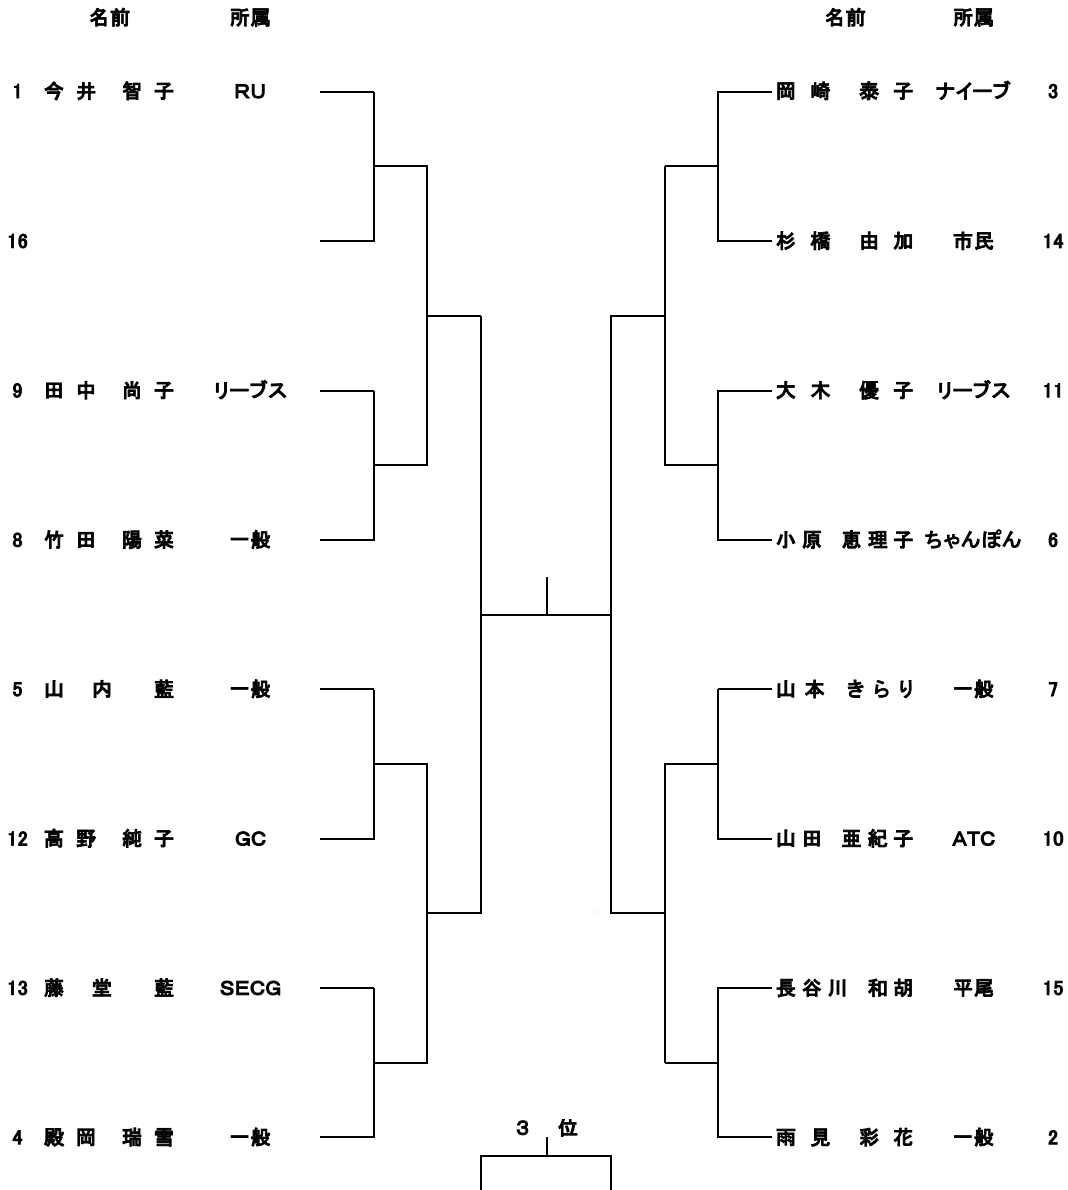 名前 所属 名前 所属
1 今井 智子 RU 岡崎 泰子 ナイーブ 3
16 杉橋 由加 市民 14
9 田中 尚子 リーブス 大木 優子 リーブス 11
8 竹田 陽菜 一般 小原 恵理子 ちゃんぽん 6
5 山内 藍 一般 山本 きらり 一般 7
12 高野 純子 GC 山田 亜紀子 ATC 10
13 藤堂 藍 SECG 長谷川 和胡 平尾 15
3 位
4 殿岡 瑞雪 一般 雨見 彩花 一般 2